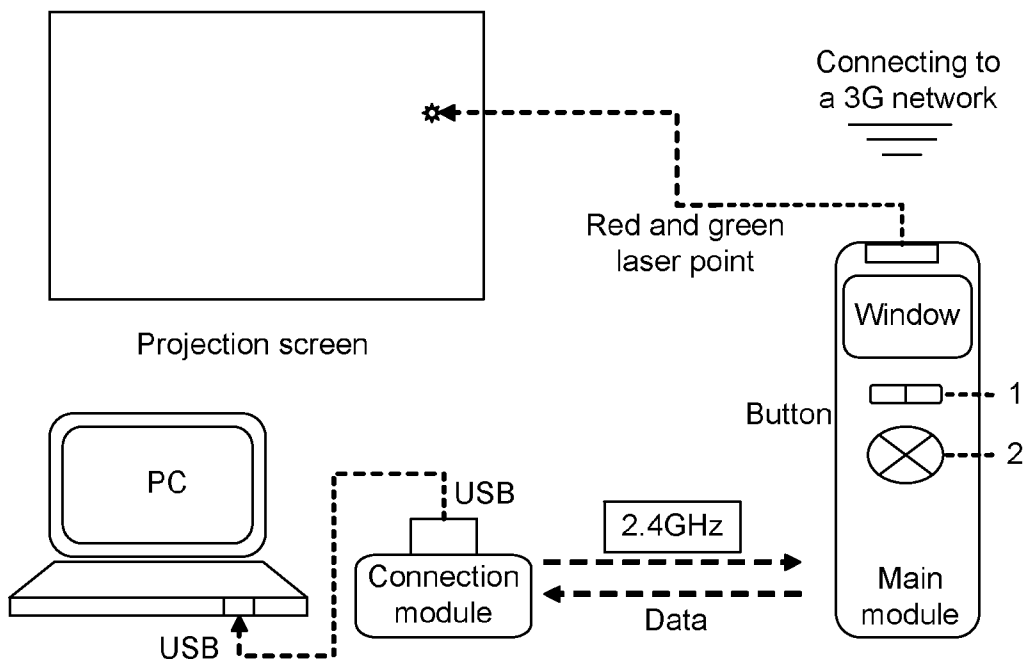 Connecting to
a 3G network
Red and green
laser point
Window
Projection screen
1
Button
2
PC
USB
2.4GHz
Connection
module
Main
module
Data
USB